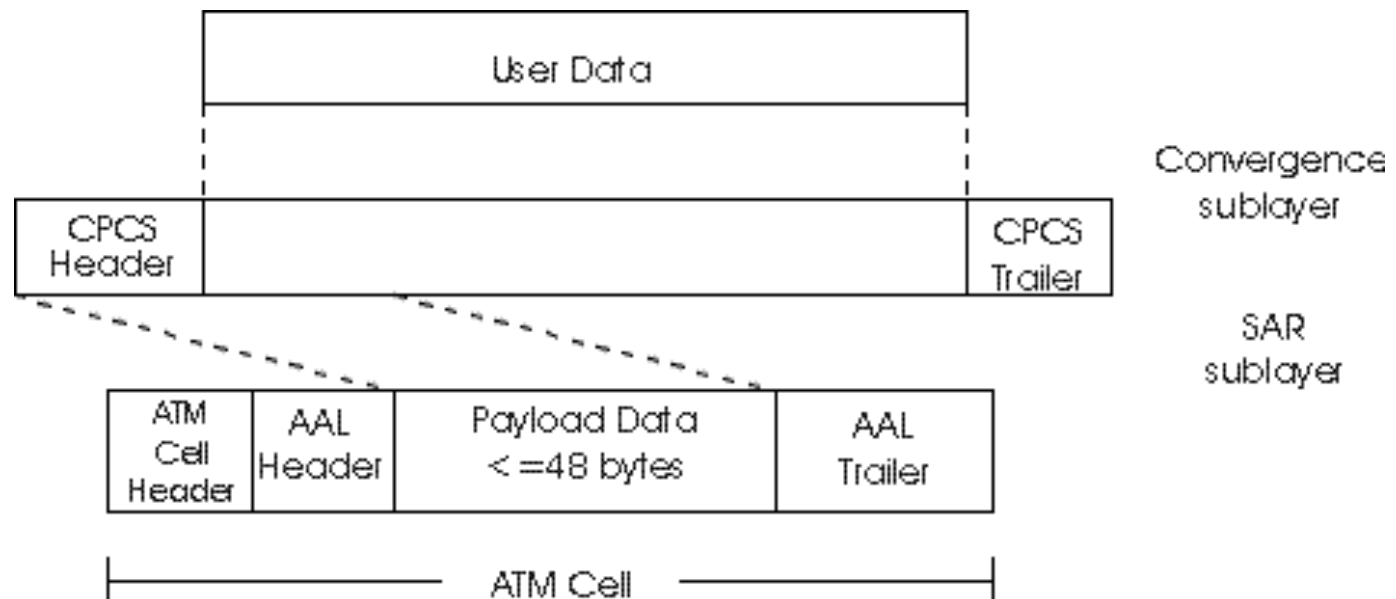 User Data
Convergence
sublayer
CPCS
Header
CPCS
Trailer
SAR
sublayer
ATM
Cell
Header
AAL
Header
Payload Data
< =48 bytes
AAL
Trailer
ATM Cell